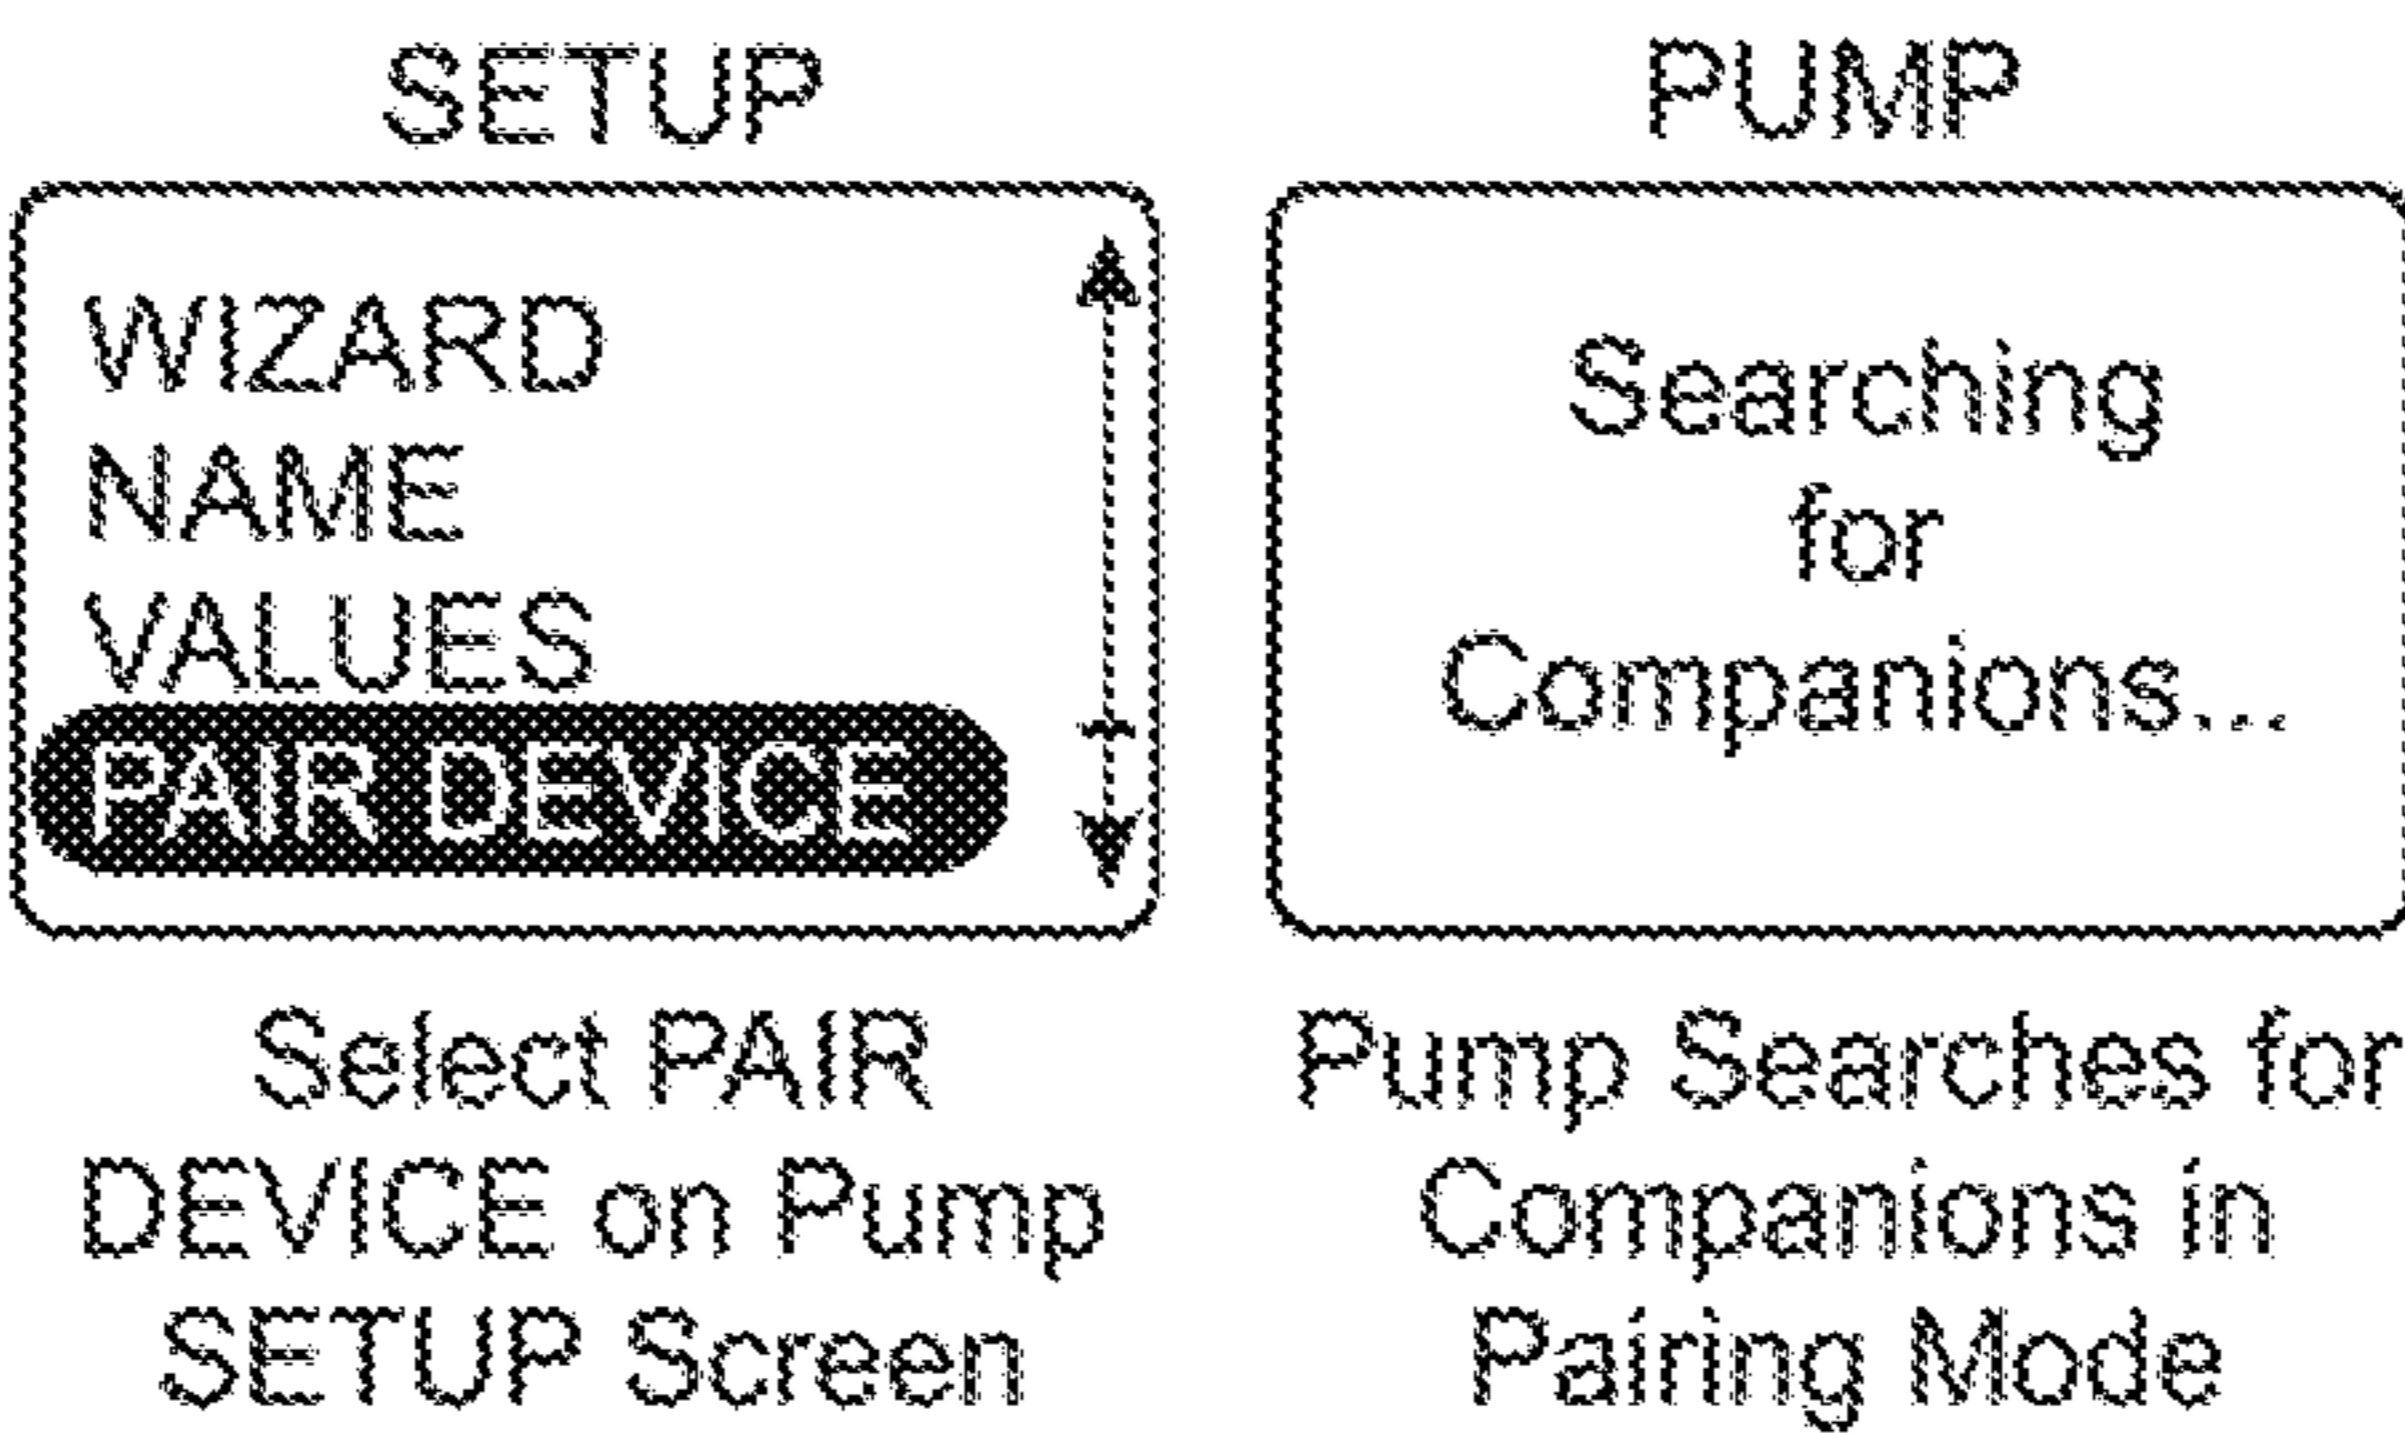 SETUP
WIZARD
NAME
VALUES
PAIR DEVICE
Select PAIR
DEVICE on Pump
SETUP Screen
PUMP
Searching
for
Companions...
Pump Searches for
Companions in
Pairing Mode